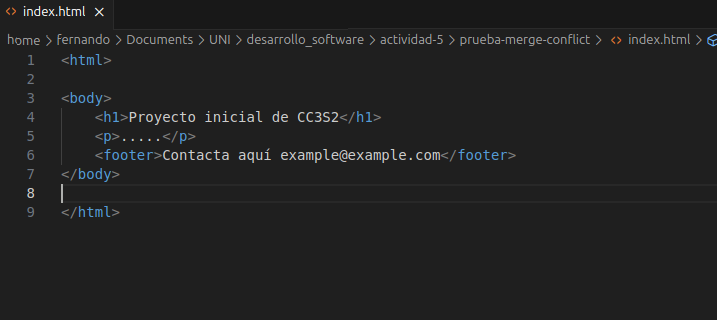 <> index.html ×
home > fernando > Documents > UNI > desarrollo_software > actividad-5 > prueba-merge-conflict > <> index.html >
1 <html>
2
3 <body>
4     <h1>Proyecto inicial de CC3S2</h1>
5     <p>.....</p>
6     <footer>Contacta aquí example@example.com</footer>
7 </body>
8
9 </html>